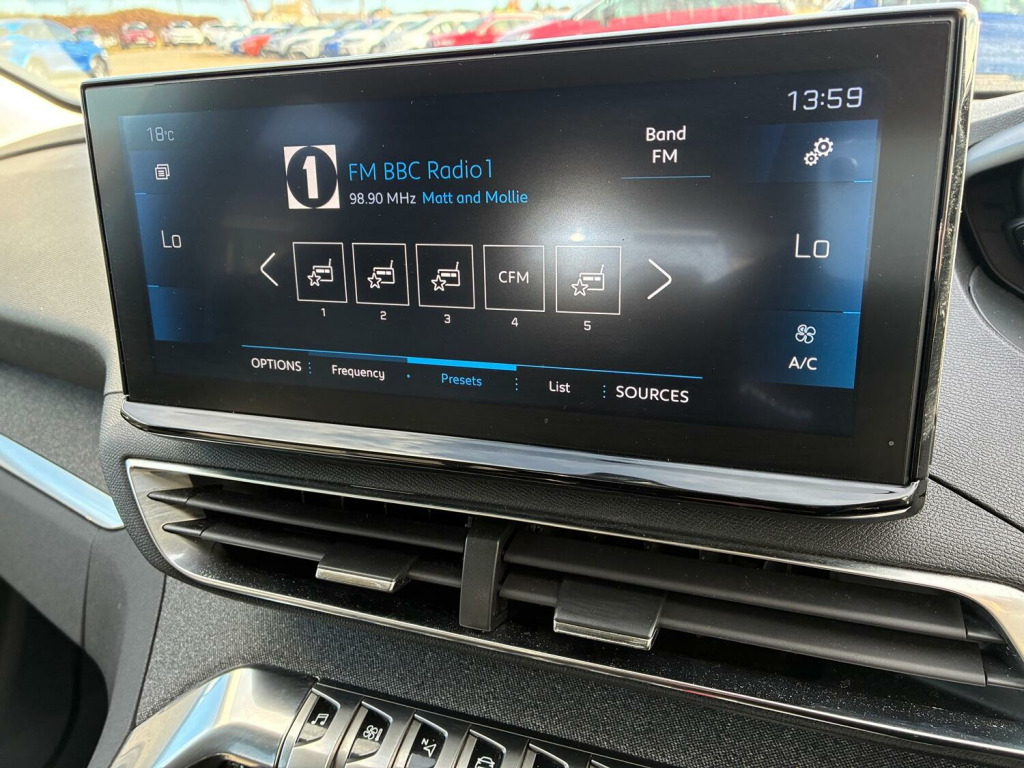 13:59
18°C
1
FM BBC Radio 1
98.90 MHz Matt and Mollie
Band
FM
Lo
Lo
CFM
1
2
3
4
5
A/C
OPTIONS
Frequency
Presets
List
SOURCES
N